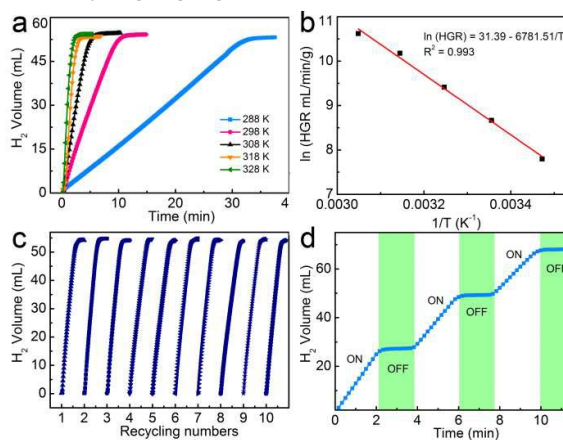 a
H2 Volume (mL)
60
45
30
15
0
288 K
298 K
308 K
318 K
328 K
0
10
20
30
4
Time (min)
b
ln (HGR mL/min/g)
11
10
9
8
7
ln (HGR) = 31.39 - 6781.51/T
R2 = 0.993
0.0030
0.0032
0.0034
1/T (K-1)
c
H2 Volume (mL)
50
40
30
20
10
0
1 2 3 4 5 6 7 8 9 10
Recycling numbers
d
H2 Volume (mL)
60
40
20
ON
OFF
ON
OFF
ON
OFF
0 2 4 6 8 10
Time (min)